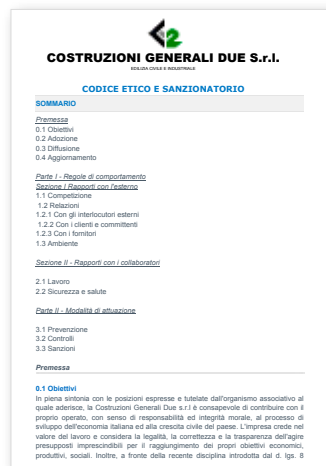 COSTRUZIONI GENERALI DUE S.r.l.
EDILIZIA CIVILE E INDUSTRIALE
CODICE ETICO E SANZIONATORIO
SOMMARIO
Premessa
0.1 Obiettivi
0.2 Adozione
0.3 Diffusione
0.4 Aggiornamento
Parte I - Regole di comportamento
Sezione I Rapporti con l'esterno
1.1 Competizione
1.2 Relazioni
1.2.1 Con gli interlocutori esterni
1.2.2 Con i clienti e committenti
1.2.3 Con i fornitori
1.3 Ambiente
Sezione II - Rapporti con i collaboratori
2.1 Lavoro
2.2 Sicurezza e salute
Parte II - Modalità di attuazione
3.1 Prevenzione
3.2 Controlli
3.3 Sanzioni
Premessa
0.1 Obiettivi
In piena sintonia con le posizioni espresse e tutelate dall'organismo associativo al
quale aderisce, la Costruzioni Generali Due S.r.l è consapevole di contribuire con il
proprio operato, con senso di responsabilità ed integrità morale, al processo di
sviluppo dell'economia italiana ed alla crescita civile del paese. L'impresa crede nel
valore del lavoro e considera la legalità, la correttezza e la trasparenza dell'agire
presupposti imprescindibili per il raggiungimento dei propri obiettivi economici,
produttivi, sociali. Inoltre, a fronte della recente disciplina introdotta dal d. lgs. 8